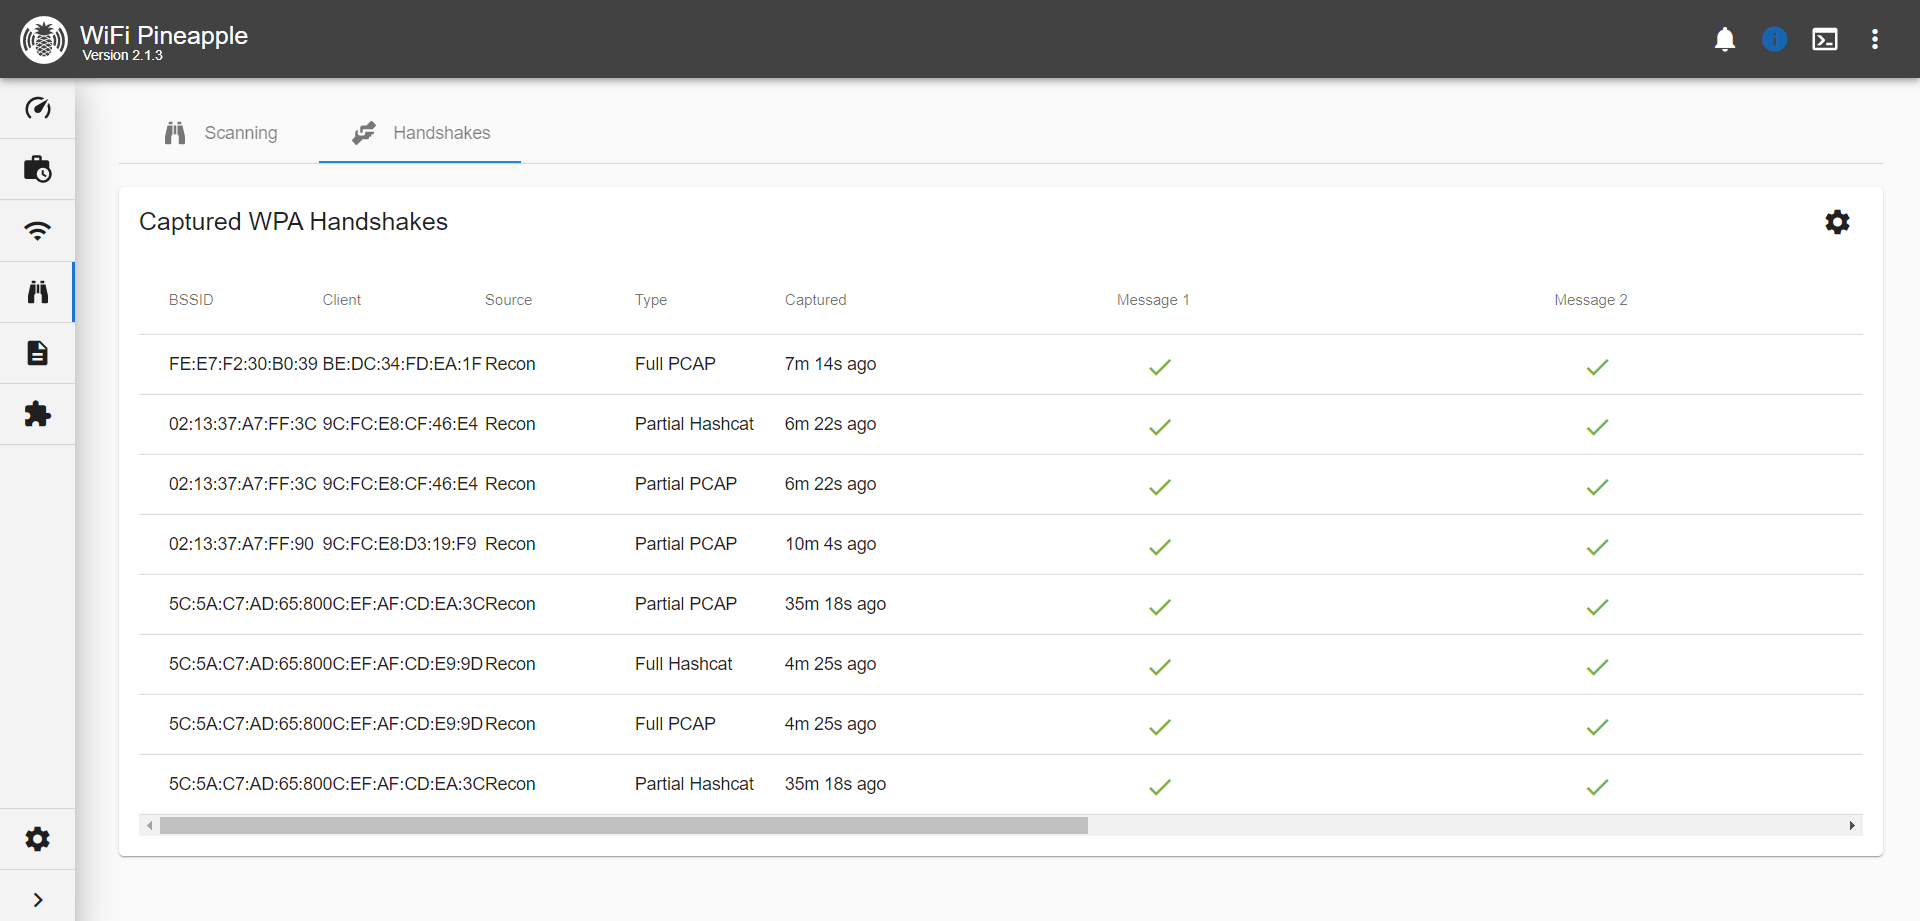 WiFi Pineapple
Version 2.1.3
Scanning Handshakes
Captured WPA Handshakes
BSSID Client Source Type Captured Message 1 Message 2
FE:E7:F2:30:B0:39 BE:DC:34:FD:EA:1F Recon Full PCAP 7m 14s ago
02:13:37:A7:FF:3C 9C:FC:E8:CF:46:E4 Recon Partial Hashcat 6m 22s ago
02:13:37:A7:FF:3C 9C:FC:E8:CF:46:E4 Recon Partial PCAP 6m 22s ago
02:13:37:A7:FF:90 9C:FC:E8:D3:19:F9 Recon Partial PCAP 10m 4s ago
5C:5A:C7:AD:65:80 0C:EF:AF:CD:EA:3C Recon Partial PCAP 35m 18s ago
5C:5A:C7:AD:65:80 0C:EF:AF:CD:E9:9D Recon Full Hashcat 4m 25s ago
5C:5A:C7:AD:65:80 0C:EF:AF:CD:E9:9D Recon Full PCAP 4m 25s ago
5C:5A:C7:AD:65:80 0C:EF:AF:CD:EA:3C Recon Partial Hashcat 35m 18s ago